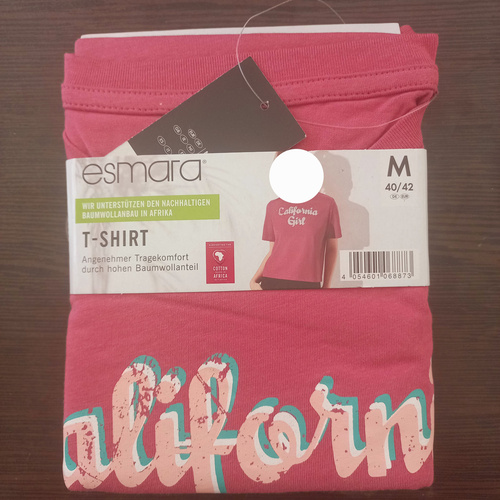 esmara®
M
40/42
WIR UNTERSTÜTZEN DEN NACHHALTIGEN
BAUMWOLLANBAU IN AFRIKA
T-SHIRT
Angenehmer Tragekomfort
durch hohen Baumwollanteil
COTTON
AFRICA
California
Girl
4 054601 068873
aliforn